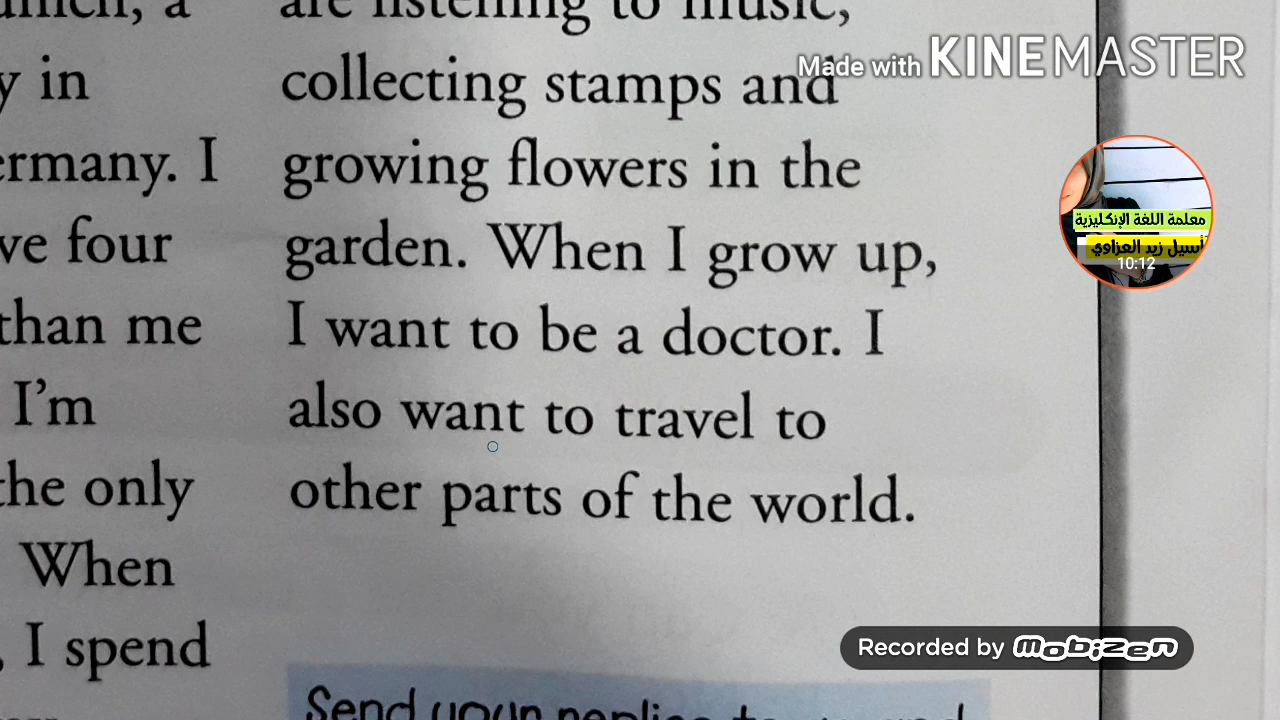 y in
ermany. I
ve four
than me
I'm
the only
When
, I spend
are listening to music,
collecting stamps and
growing flowers in the
garden. When I grow up,
I want to be a doctor. I
also want to travel to
other parts of the world.
Send your replies to
Made with KINEMASTER
معلمة اللغة الإنكليزية
أسيل زيد العزاوي
10:12
Recorded by mobizen